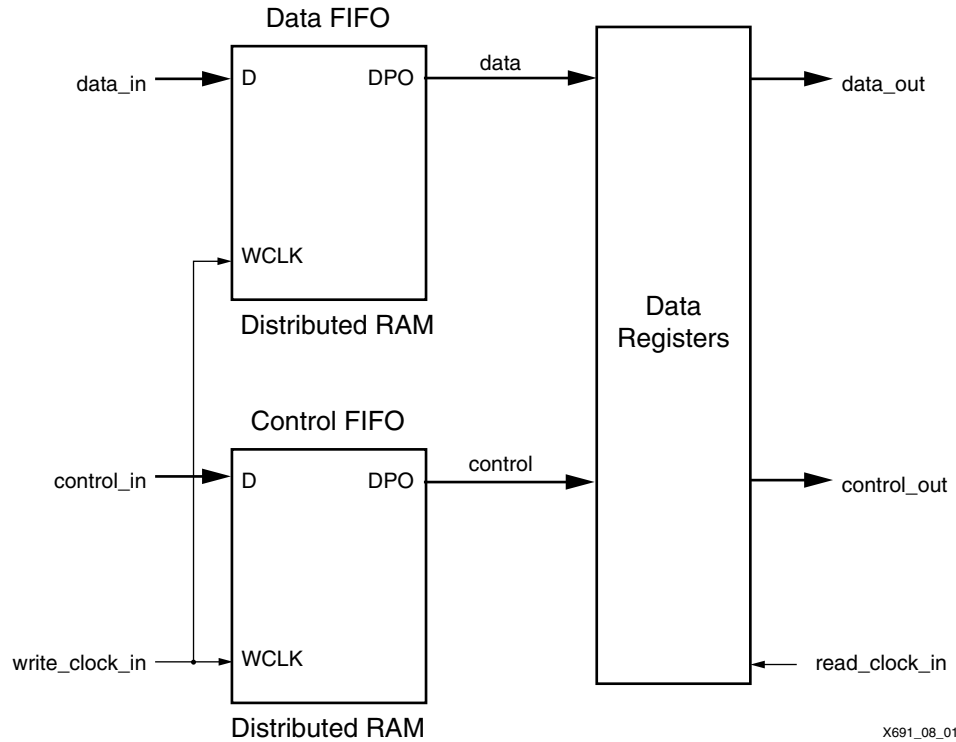 Data FIFO
data_in
D
DPO
data
data_out
WCLK
Distributed RAM
Data
Registers
Control FIFO
control_in
D
DPO
control
control_out
write_clock_in
WCLK
read_clock_in
Distributed RAM
X691_08_01